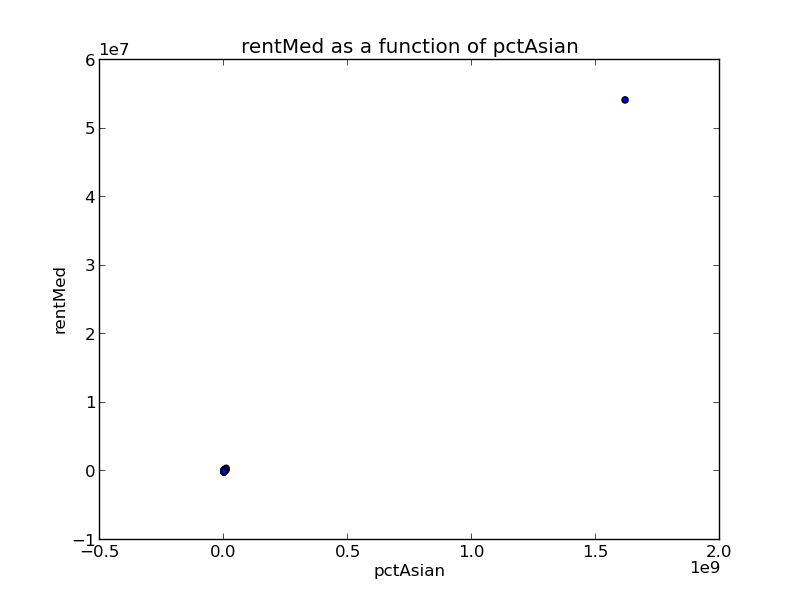 rentMed as a function of pctAsian
1e7
6
5
4
3
2
1
0
−1
rentMed
−0.5 0.0 0.5 1.0 1.5 2.0
1e9
pctAsian